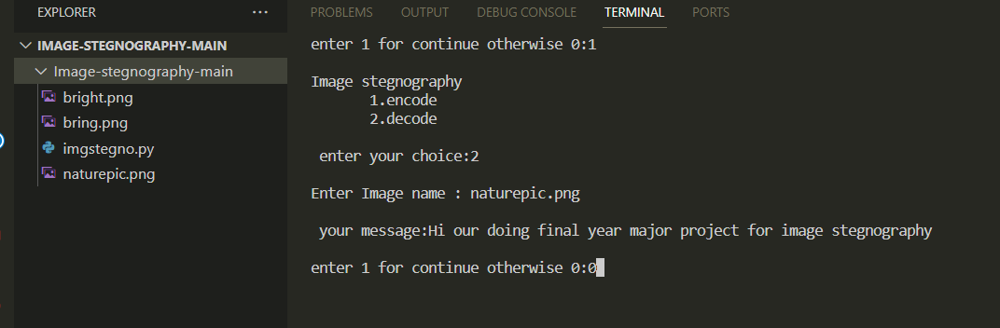 EXPLORER
···
IMAGE-STEGNOGRAPHY-MAIN
Image-stegnography-main
bright.png
bring.png
imgstegno.py
naturepic.png
PROBLEMS OUTPUT DEBUG CONSOLE TERMINAL PORTS
enter 1 for continue otherwise 0:1
Image stegnography
1.encode
2.decode
enter your choice:2
Enter Image name : naturepic.png
your message:Hi our doing final year major project for image stegnography
enter 1 for continue otherwise 0:0